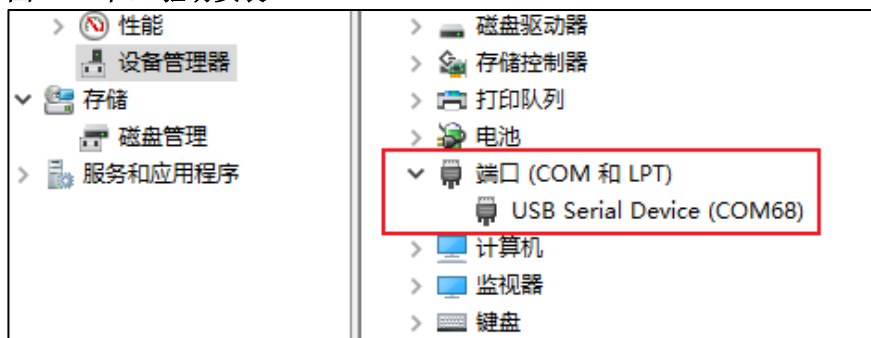 性能
设备管理器
存储
磁盘管理
服务和应用程序
磁盘驱动器
存储控制器
打印队列
电池
端口 (COM 和 LPT)
USB Serial Device (COM68)
计算机
监视器
键盘